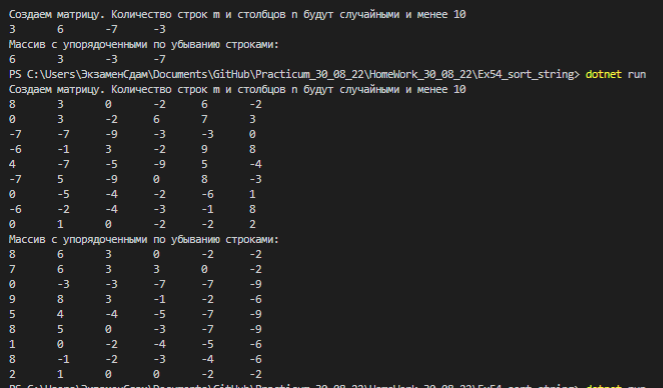 Создаем матрицу. Количество строк m и столбцов n будут случайными и менее 10
3 6 -7 -3
Массив с упорядоченными по убыванию строками:
6 3 -3 -7
PS C:\Users\ЭкзаменСдам\Documents\GitHub\Practicum_30_08_22\HomeWork_30_08_22\Ex54_sort_string> dotnet run
Создаем матрицу. Количество строк m и столбцов n будут случайными и менее 10
8 3 0 -2 6 -2
0 3 -2 6 7 3
-7 -7 -9 -3 -3 0
-6 -1 3 -2 9 8
4 -7 -5 -9 5 -4
-7 5 -9 0 8 -3
0 -5 -4 -2 -6 1
-6 -2 -4 -3 -1 8
0 1 0 -2 -2 2
Массив с упорядоченными по убыванию строками:
8 6 3 0 -2 -2
7 6 3 3 0 -2
0 -3 -3 -7 -7 -9
9 8 3 -1 -2 -6
5 4 -4 -5 -7 -9
8 5 0 -3 -7 -9
1 0 -2 -4 -5 -6
8 -1 -2 -3 -4 -6
2 1 0 0 -2 -2
PS C:\Users\ЭкзаменСдам\Documents\GitHub\Practicum_30_08_22\HomeWork_30_08_22\Ex54_sort_string> dotnet run